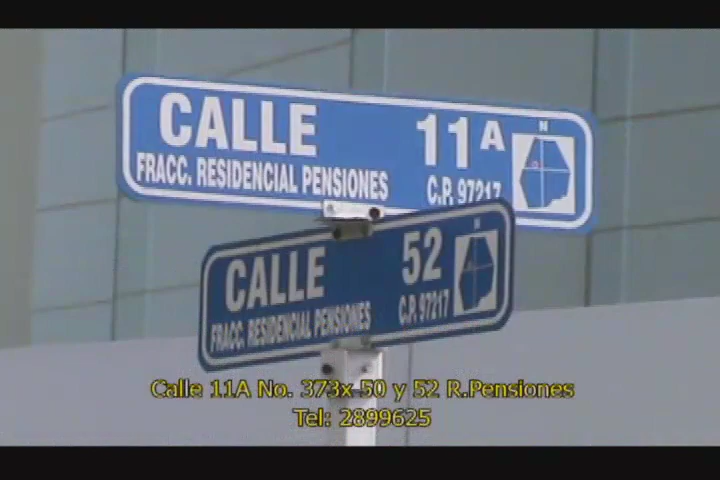 CALLE 11A
FRACC. RESIDENCIAL PENSIONES C.P. 97217
N
CALLE 52
FRACC. RESIDENCIAL PENSIONES C.P. 97217
N
Calle 11A No. 373x 50 y 52 R.Pensiones
Tel: 2899625